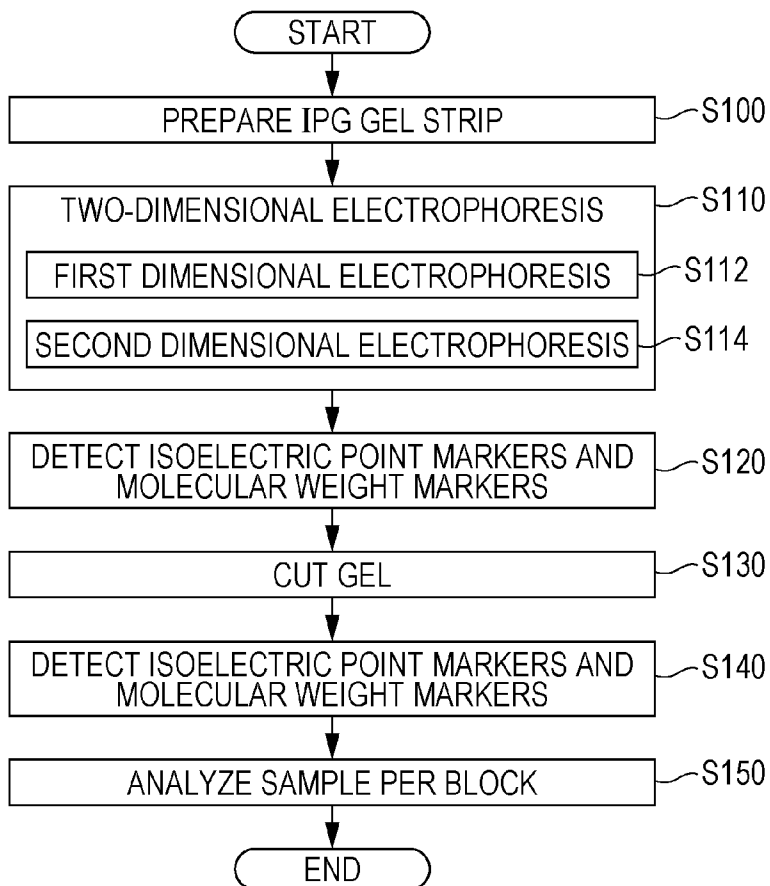 START
PREPARE IPG GEL STRIP
S100
TWO-DIMENSIONAL ELECTROPHORESIS
S110
FIRST DIMENSIONAL ELECTROPHORESIS
S112
SECOND DIMENSIONAL ELECTROPHORESIS
S114
DETECT ISOELECTRIC POINT MARKERS AND
MOLECULAR WEIGHT MARKERS
S120
CUT GEL
S130
DETECT ISOELECTRIC POINT MARKERS AND
MOLECULAR WEIGHT MARKERS
S140
ANALYZE SAMPLE PER BLOCK
S150
END